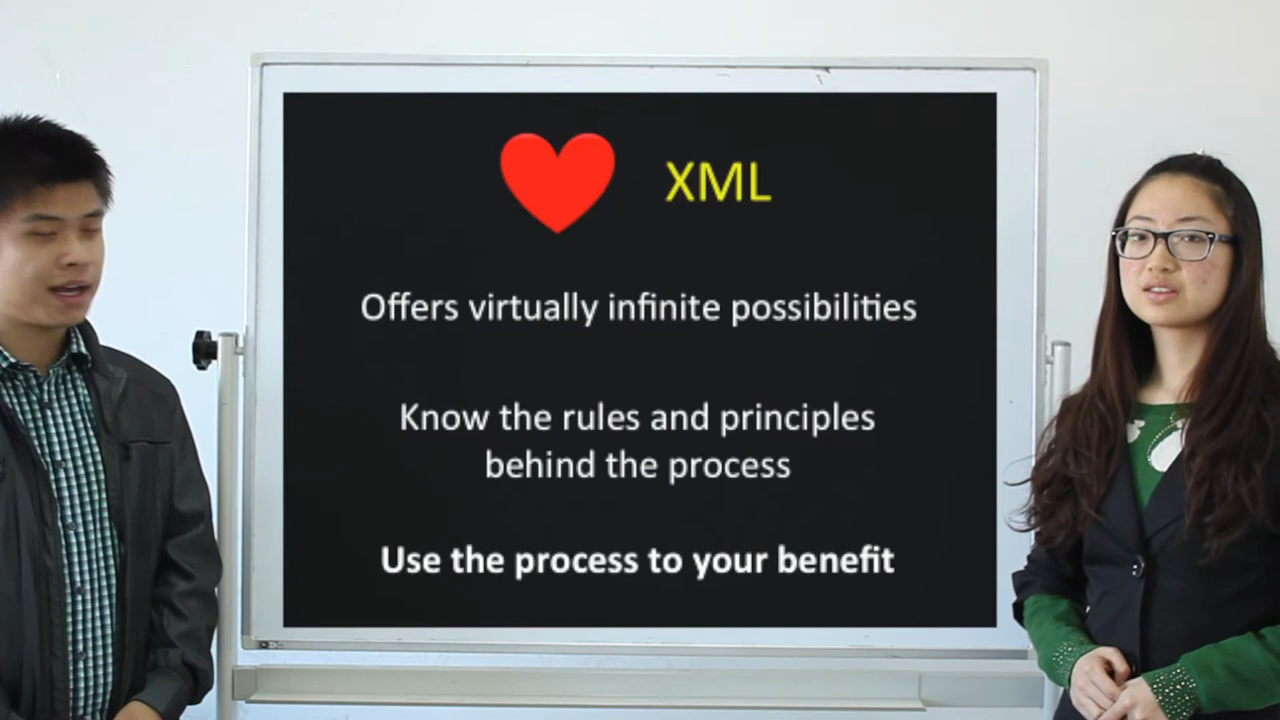 XML
Offers virtually infinite possibilities
Know the rules and principles
behind the process
Use the process to your benefit